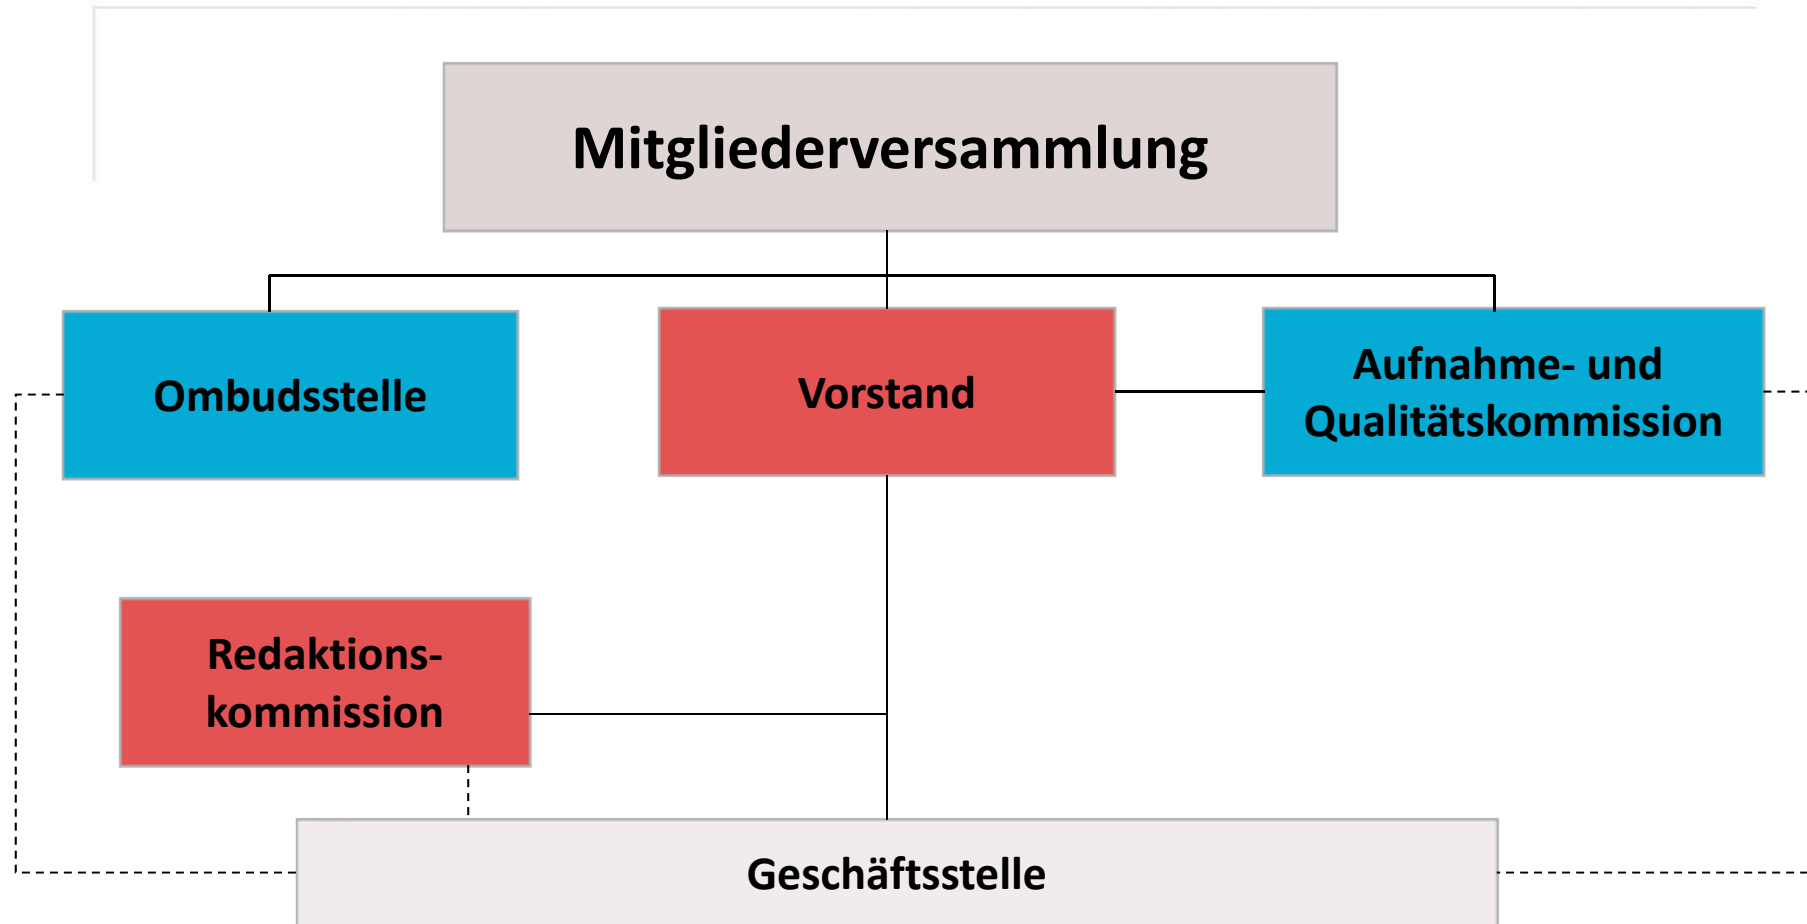 Mitgliederversammlung
Ombudsstelle
Vorstand
Aufnahme- und
Qualitätskommission
Redaktions-
kommission
Geschäftsstelle